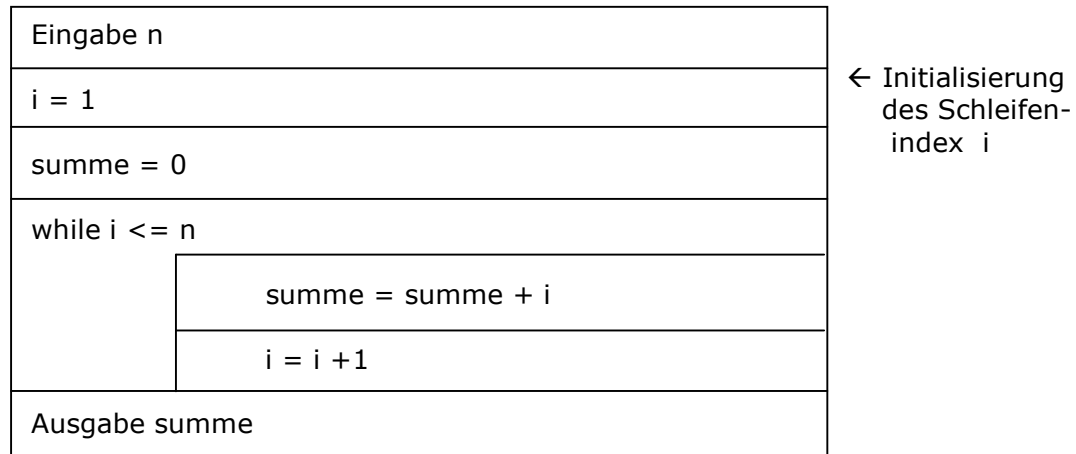 Eingabe n
i = 1
← Initialisierung
des Schleifen-
index i
summe = 0
while i <= n
summe = summe + i
i = i +1
Ausgabe summe